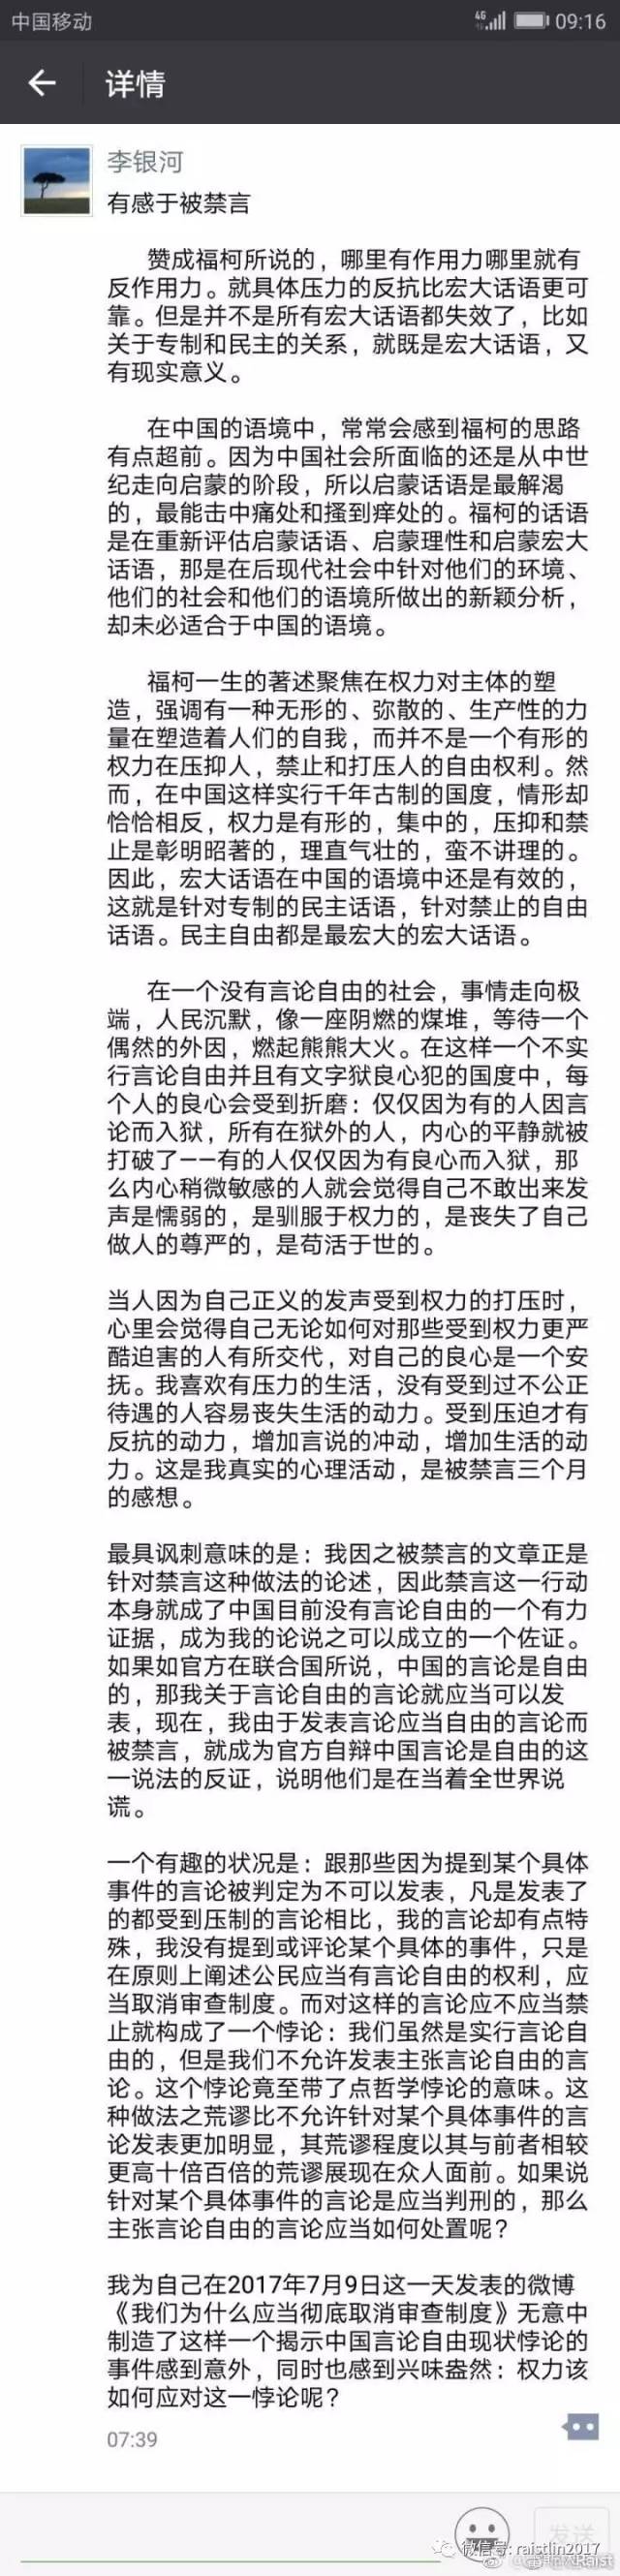 中国移动
4G
09:16
详情
李银河
有感于被禁言
赞成福柯所说的，哪里有作用力哪里就有
反作用力。就具体压力的反抗比宏大话语更可
靠。但是并不是所有宏大话语都失效了，比如
关于专制和民主的关系，就既是宏大话语，又
有现实意义。
在中国的语境中，常常会感到福柯的思路
有点超前。因为中国社会所面临的还是从中世
纪走向启蒙的阶段，所以启蒙话语是最解渴
的，最能击中痛处和搔到痒处的。福柯的话语
是在重新评估启蒙话语、启蒙理性和启蒙宏大
话语，那是在后现代社会中针对他们的环境、
他们的社会和他们的语境所做出的新颖分析，
却未必适合于中国的语境。
福柯一生的著述聚焦在权力对主体的塑
造，强调有一种无形的、弥散的、生产性的力
量在塑造着人们的自我，而并不是一个有形的
权力在压抑人，禁止和打压人的自由权利。然
而，在中国这样实行千年古制的国度，情形却
恰恰相反，权力是有形的，集中的，压抑和禁
止是彰明昭著的，理直气壮的，蛮不讲理的。
因此，宏大话语在中国的语境中还是有效的，
这就是针对专制的民主话语，针对禁止的自由
话语。民主自由都是最宏大的宏大话语。
在一个没有言论自由的社会，事情走向极
端，人民沉默，像一座阴燃的煤堆，等待一个
偶然的外因，燃起熊熊大火。在这样一个不实
行言论自由并且有文字狱良心犯的国度中，每
个人的良心会受到折磨：仅仅因为有的人因言
论而入狱，所有在狱外的人，内心的平静就被
打破了——有的人仅仅因为有良心而入狱，那
么内心稍微敏感的人就会觉得自己不敢出来发
声是懦弱的，是驯服于权力的，是丧失了自己
做人的尊严的，是苟活于世的。
当人因为自己正义的发声受到权力的打压时，
心里会觉得自己无论如何对那些受到权力更严
酷迫害的人有所交代，对自己的良心是一个安
抚。我喜欢有压力的生活，没有受到过不公正
待遇的人容易丧失生活的动力。受到压迫才有
反抗的动力，增加言说的冲动，增加生活的动
力。这是我真实的心理活动，是被禁言三个月
的感想。
最具讽刺意味的是：我因之被禁言的文章正是
针对禁言这种做法的论述，因此禁言这一行动
本身就成了中国目前没有言论自由的一个有力
证据，成为我的论说之可以成立的一个佐证。
如果如官方在联合国所说，中国的言论是自由
的，那我关于言论自由的言论就应当可以发
表，现在，我由于发表言论应当自由的言论而
被禁言，就成为官方自辩中国言论是自由的这
一说法的反证，说明他们是在当着全世界说
谎。
一个有趣的状况是：跟那些因为提到某个具体
事件的言论被判定为不可以发表，凡是发表了
的都受到压制的言论相比，我的言论却有点特
殊，我没有提到或评论某个具体的事件，只是
在原则上阐述公民应当有言论自由的权利，应
当取消审查制度。而对这样的言论应不应当禁
止就构成了一个悖论：我们虽然是实行言论自
由的，但是我们不允许发表主张言论自由的言
论。这个悖论竟至带了点哲学悖论的意味。这
种做法之荒谬比不允许针对某个具体事件的言
论发表更加明显，其荒谬程度以其与前者相较
更高十倍百倍的荒谬展现在众人面前。如果说
针对某个具体事件的言论是应当判刑的，那么
主张言论自由的言论应当如何处置呢？
我为自己在2017年7月9日这一天发表的微博
《我们为什么应当彻底取消审查制度》无意中
制造了这样一个揭示中国言论自由现状悖论的
事件感到意外，同时也感到兴味盎然：权力该
如何应对这一悖论呢？
07:39
发送
微信号: raistlin2017